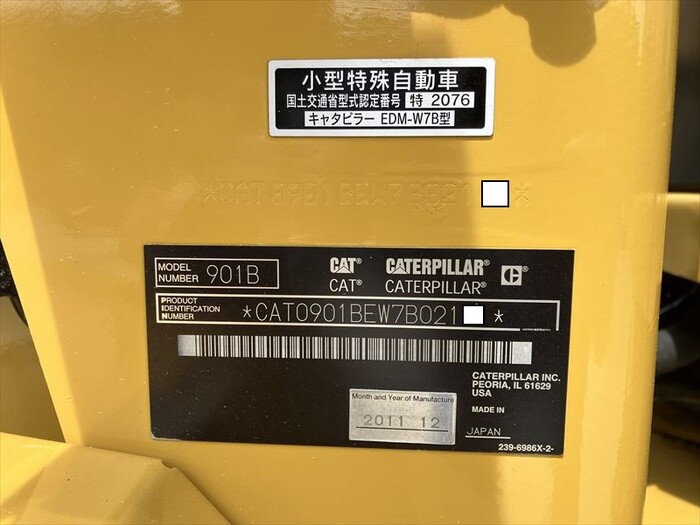 小型特殊自動車
国土交通省型式認定番号 特 2076
キャタピラー EDM-W7B型
MODEL NUMBER 901B
CAT® CATERPILLAR® C
CAT® CATERPILLAR®
PRODUCT IDENTIFICATION NUMBER *CAT0901BEW7B021 *
CATERPILLAR INC.
PEORIA, IL 61629
USA
Month and Year of Manufacture
2011 12
MADE IN
JAPAN
239-6986X-2-